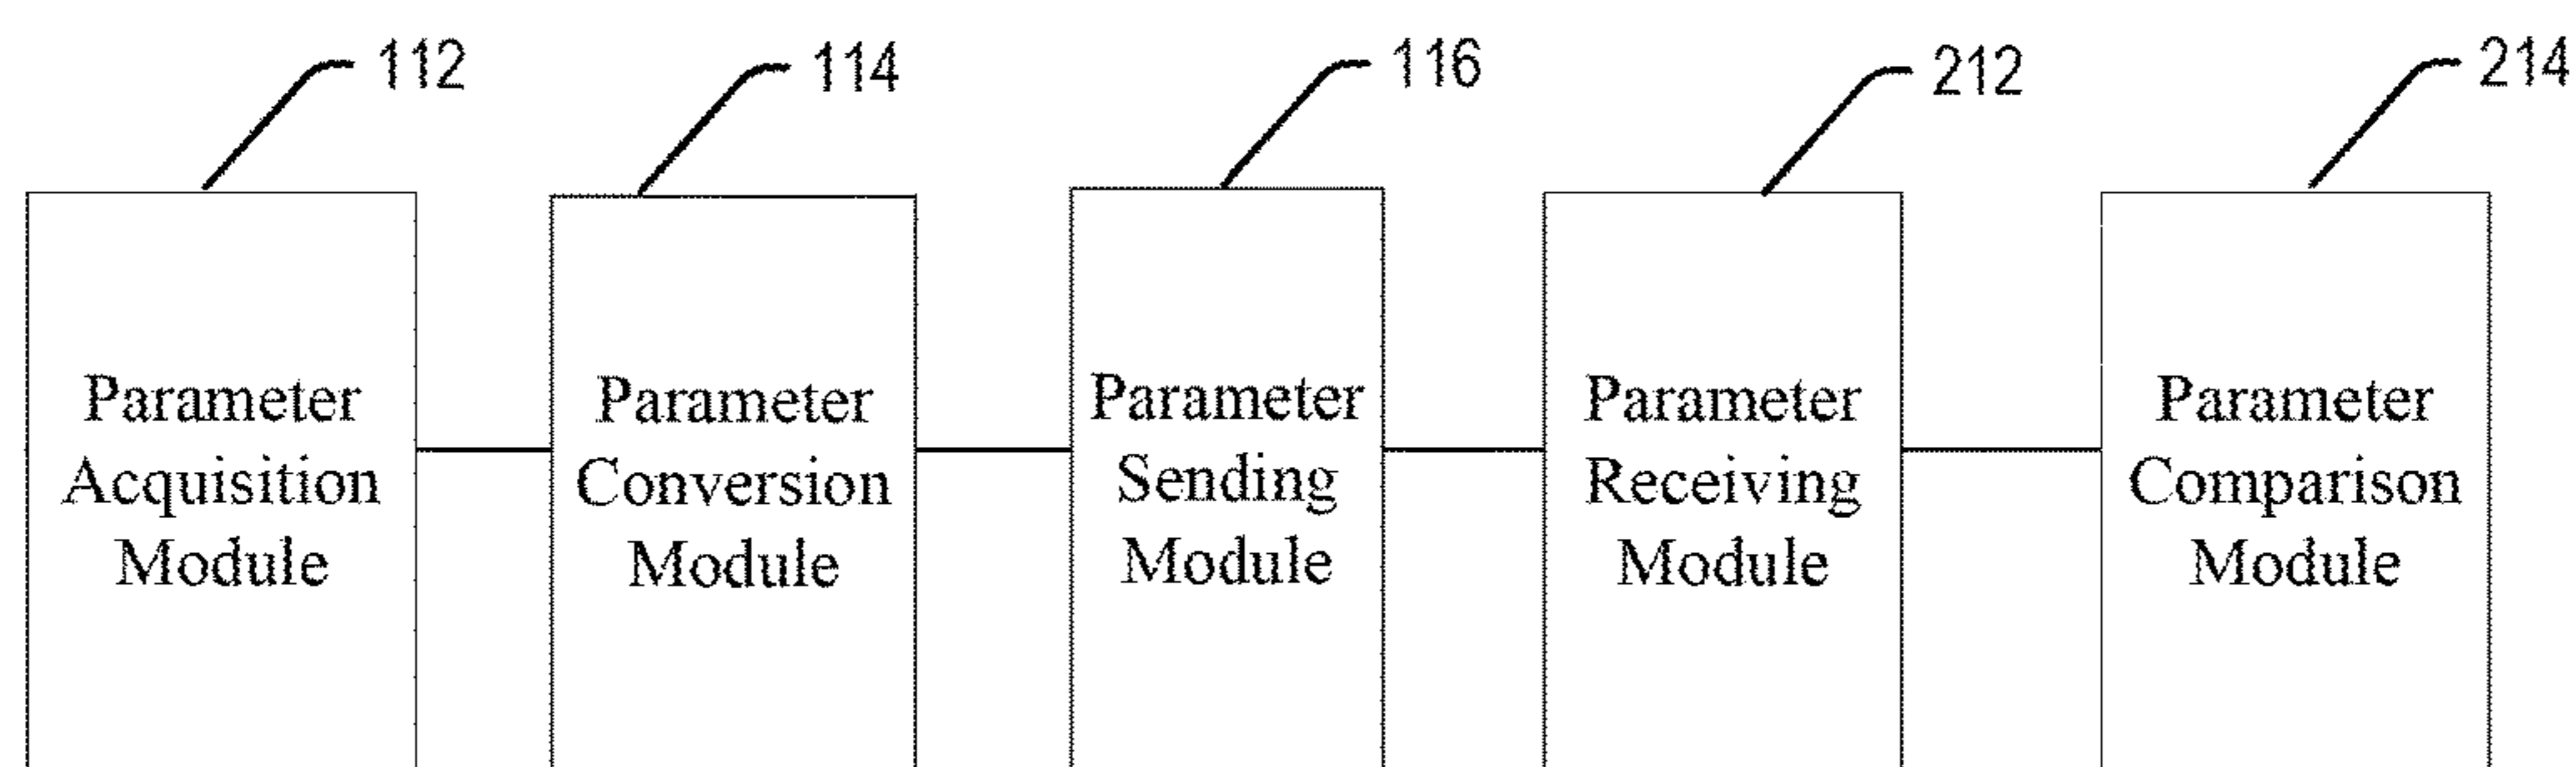 112
114
116
212
214
Parameter
Acquisition
Module
Parameter
Conversion
Module
Parameter
Sending
Module
Parameter
Receiving
Module
Parameter
Comparison
Module